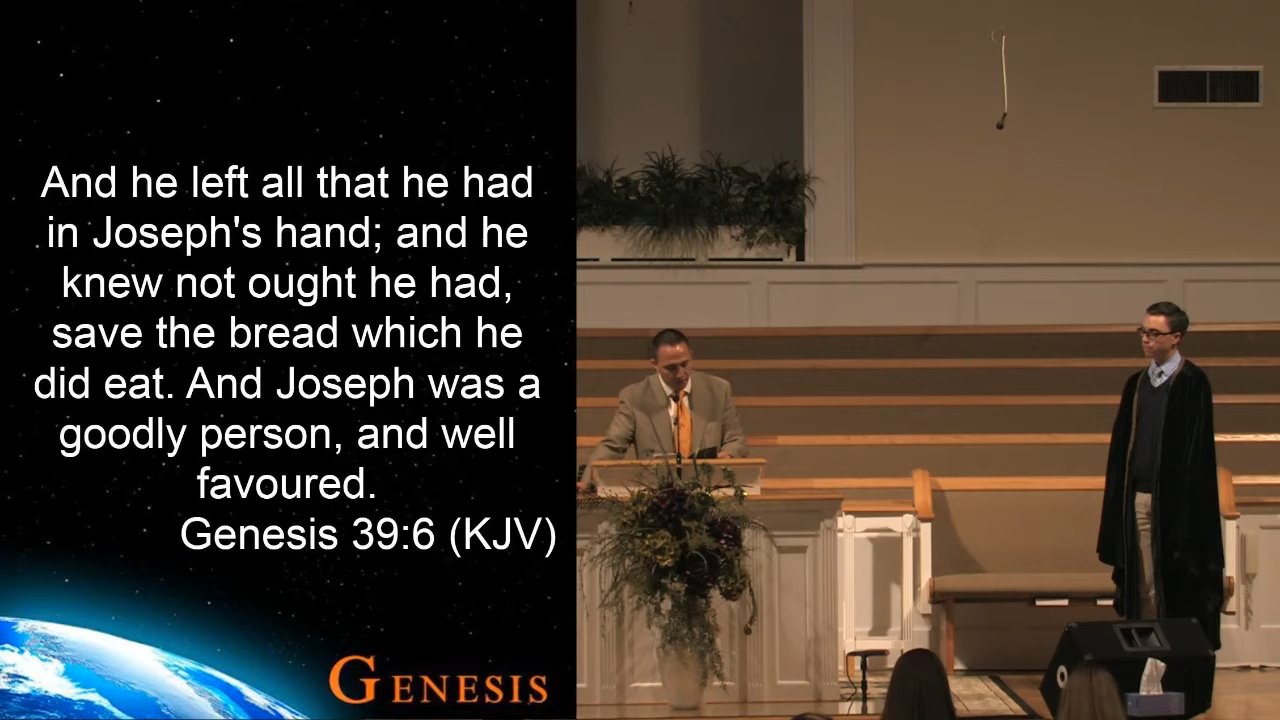 And he left all that he had
in Joseph's hand; and he
knew not ought he had,
save the bread which he
did eat. And Joseph was a
goodly person, and well
favoured.
Genesis 39:6 (KJV)
GENESIS